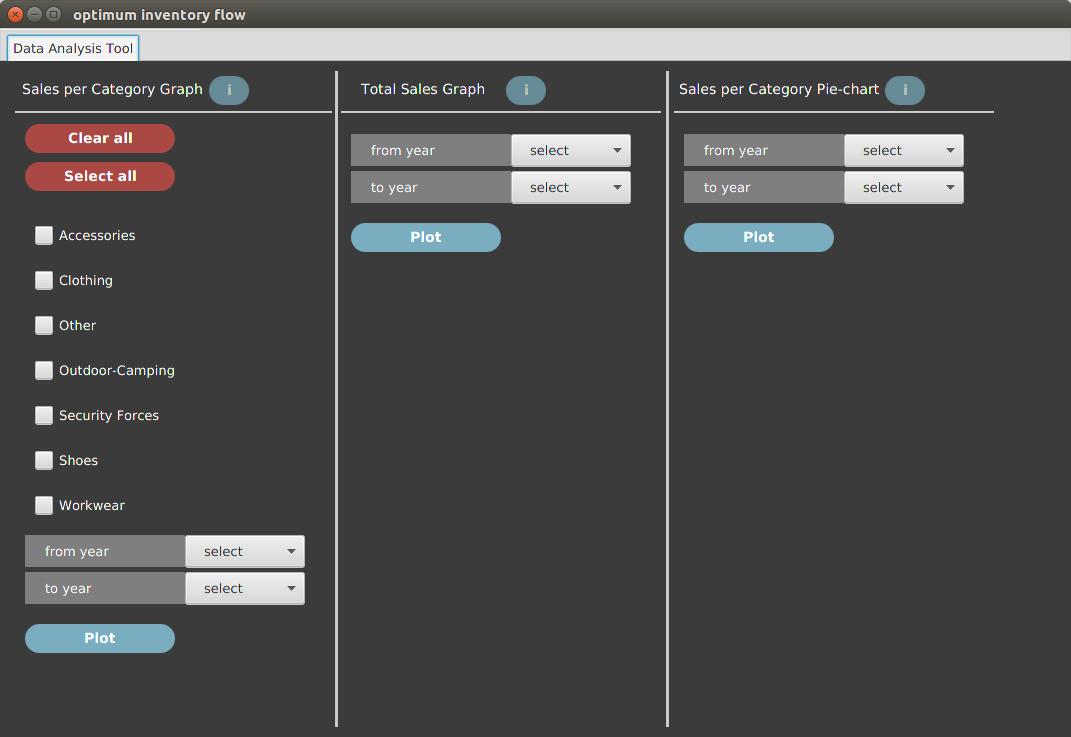 optimum inventory flow
Data Analysis Tool
Sales per Category Graph i
Clear all
Select all
Accessories
Clothing
Other
Outdoor-Camping
Security Forces
Shoes
Workwear
from year select
to year select
Plot
Total Sales Graph i
from year select
to year select
Plot
Sales per Category Pie-chart i
from year select
to year select
Plot